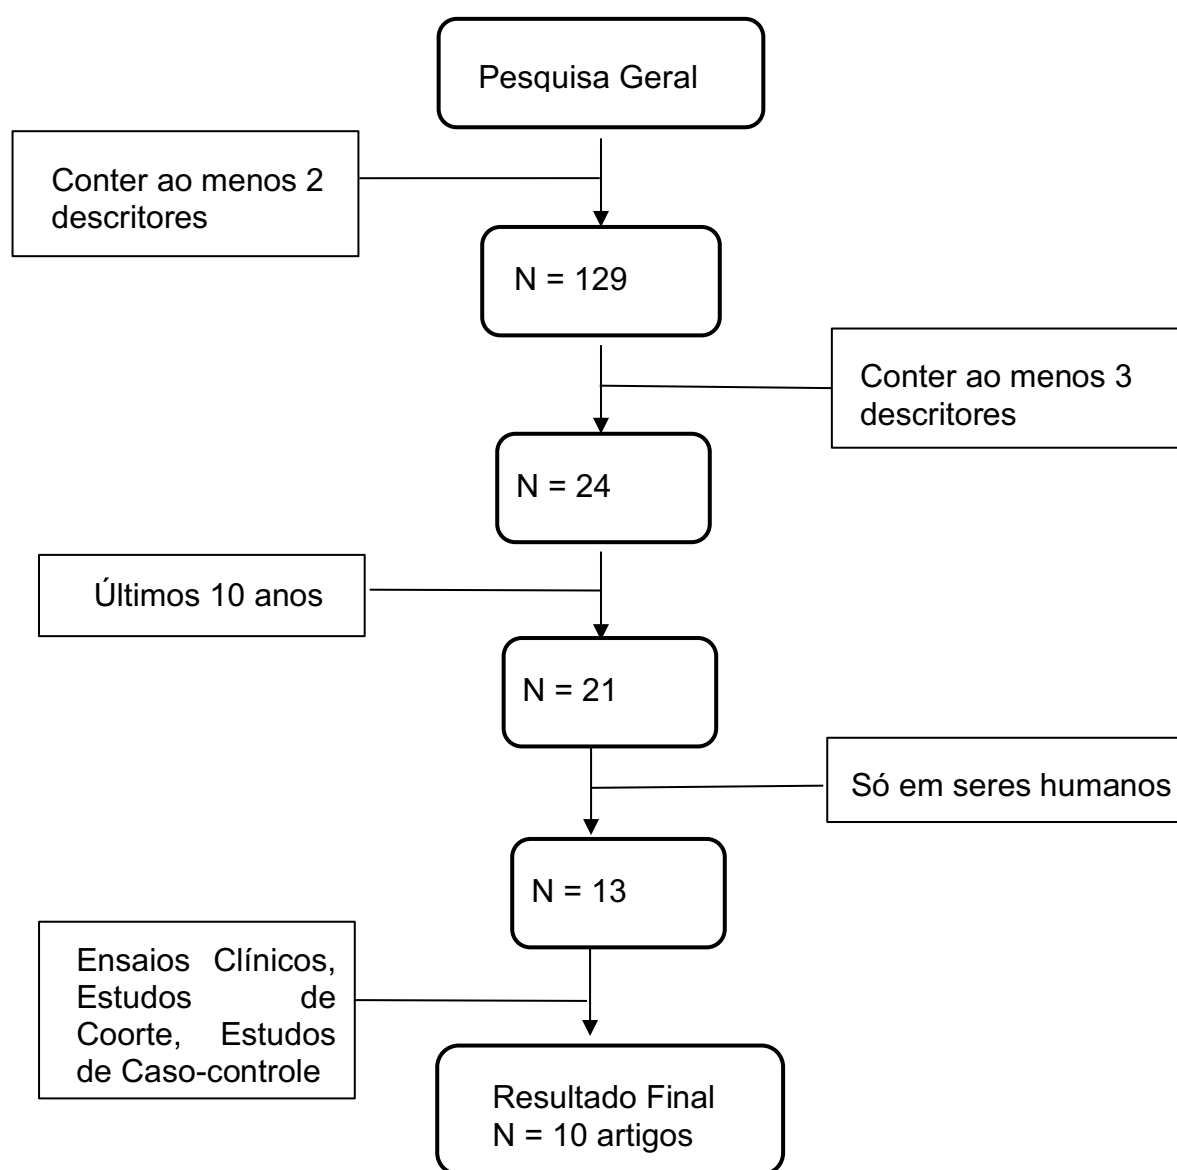 Pesquisa Geral
Conter ao menos 2
descritores
N = 129
Conter ao menos 3
descritores
N = 24
Últimos 10 anos
N = 21
Só em seres humanos
N = 13
Ensaios Clínicos,
Estudos de
Coorte, Estudos
de Caso-controle
Resultado Final
N = 10 artigos